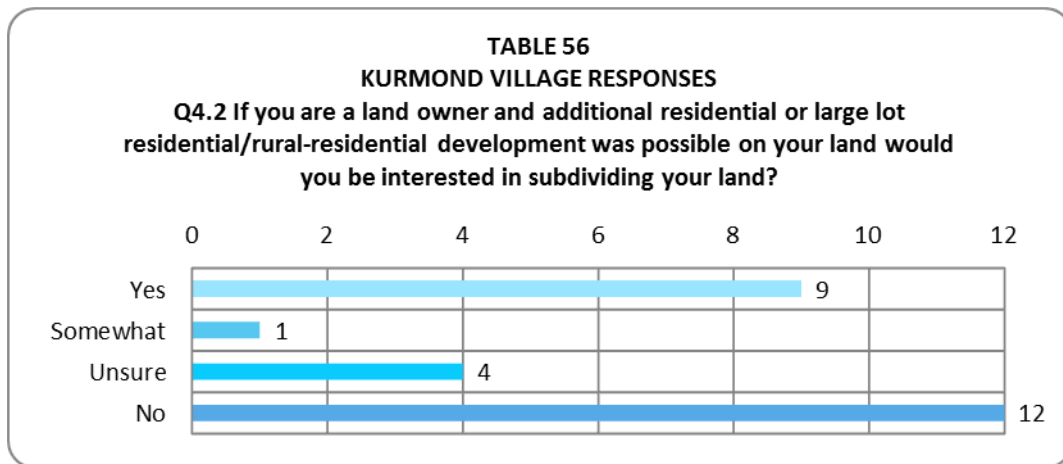 TABLE 56
KURMOND VILLAGE RESPONSES
Q4.2 If you are a land owner and additional residential or large lot
residential/rural-residential development was possible on your land would
you be interested in subdividing your land?
0 2 4 6 8 10 12
Yes 9
Somewhat 1
Unsure 4
No 12